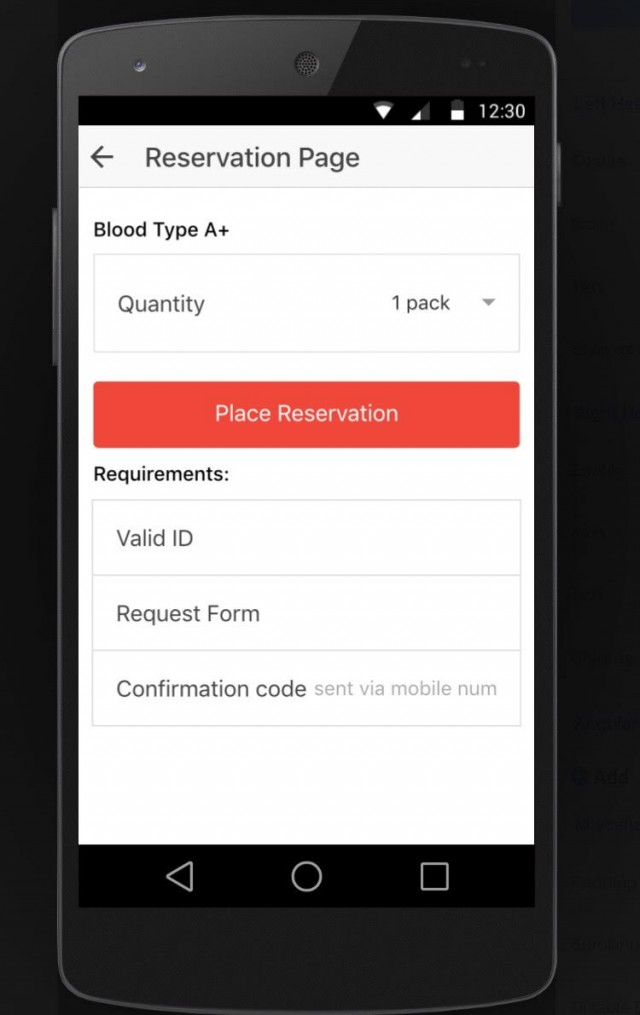 12:30
Reservation Page
Blood Type A+
Quantity 1 pack
Place Reservation
Requirements:
Valid ID
Request Form
Confirmation code sent via mobile num